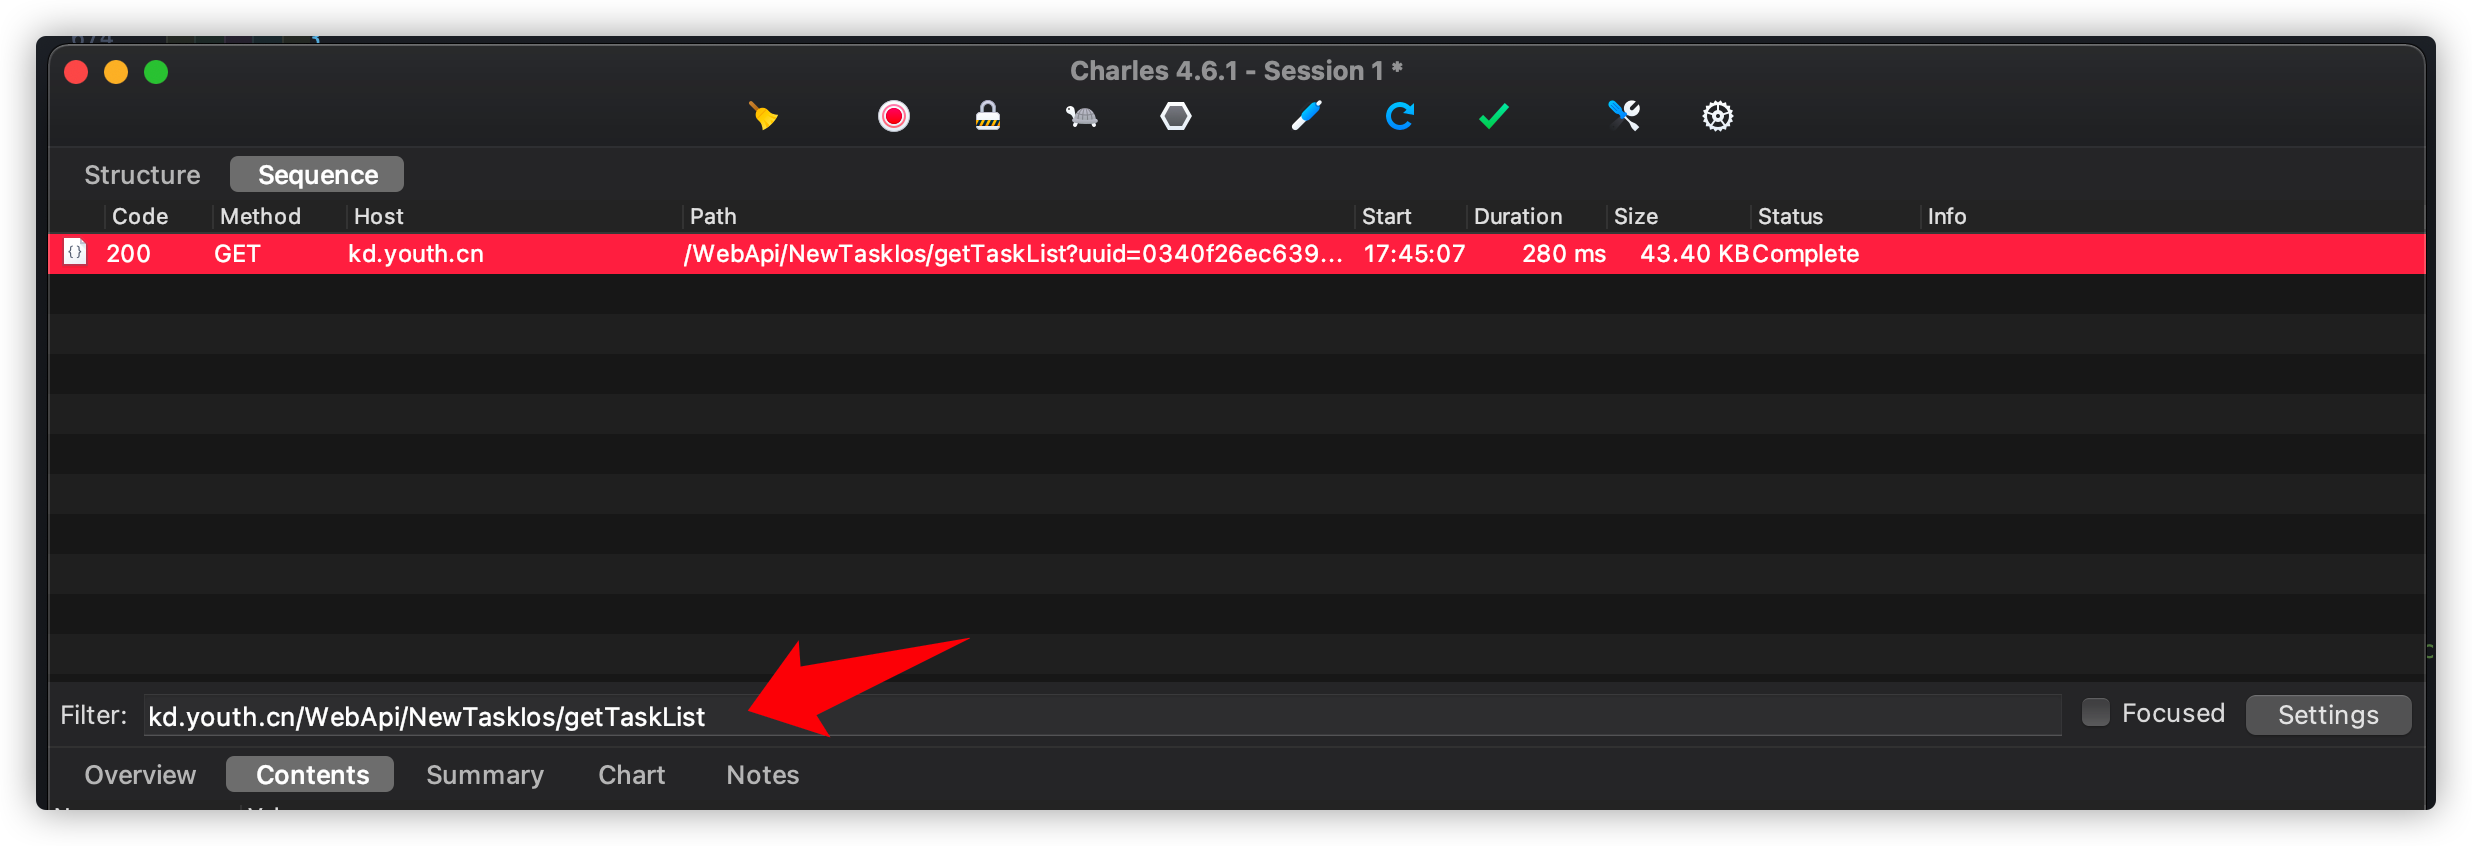 Charles 4.6.1 - Session 1 *
Structure Sequence
Code Method Host Path Start Duration Size Status Info
200 GET kd.youth.cn /WebApi/NewTaskIos/getTaskList?uuid=0340f26ec639... 17:45:07 280 ms 43.40 KB Complete
Filter: kd.youth.cn/WebApi/NewTaskIos/getTaskList Focused Settings
Overview Contents Summary Chart Notes